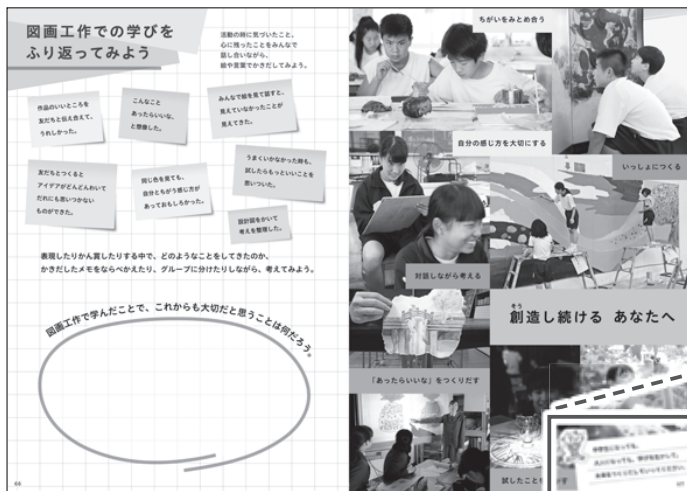 図画工作での学びを
ふり返ってみよう
活動の時に気づいたこと、
心に残ったことをみんなで
話し合いながら、
絵や言葉でかきだしてみよう。
作品のいいところを
友だちと伝え合えて、
うれしかった。
こんなこと
あったらいいな、
と想像した。
みんなで絵を見て話すと、
見えていなかったことが
見えてきた。
友だちとつくると
アイデアがどんどんわいて
だれにも思いつかない
ものができた。
同じ色を見ても、
自分とちがう感じ方が
あっておもしろかった。
うまくいかなかった時も、
試したらもっといいことを
思いついた。
設計図をかいて
考えを整理した。
表現したりかん賞したりする中で、どのようなことをしてきたのか、
かきだしたメモをならべかえたり、グループに分けたりしながら、考えてみよう。
図画工作で学んだことで、これからも大切だと思うことは何だろう。
66
ちがいをみとめ合う
自分の感じ方を大切にする
いっしょにつくる
対話しながら考える
そう
創造し続ける あなたへ
「あったらいいな」をつくりだす
試したこと